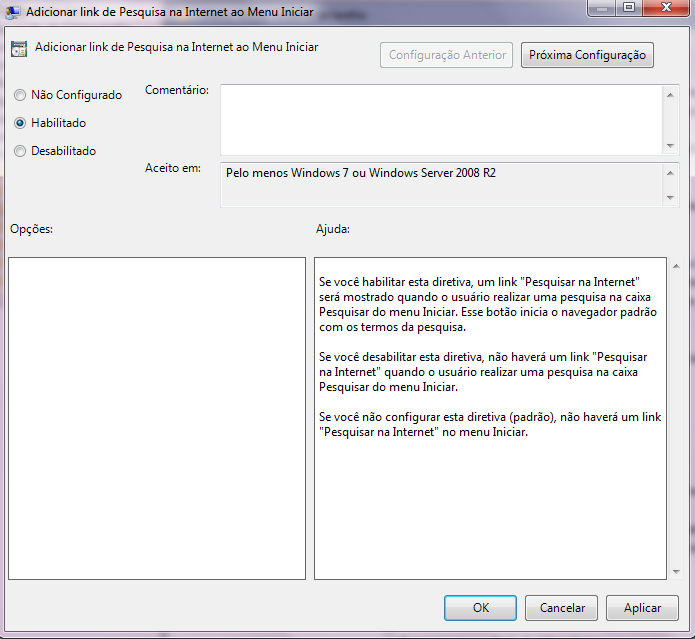 Adicionar link de Pesquisa na Internet ao Menu Iniciar
Adicionar link de Pesquisa na Internet ao Menu Iniciar
Configuração Anterior
Próxima Configuração
Não Configurado
Habilitado
Desabilitado
Comentário:
Aceito em:
Pelo menos Windows 7 ou Windows Server 2008 R2
Opções:
Ajuda:
Se você habilitar esta diretiva, um link "Pesquisar na Internet"
será mostrado quando o usuário realizar uma pesquisa na caixa
Pesquisar do menu Iniciar. Esse botão inicia o navegador padrão
com os termos da pesquisa.
Se você desabilitar esta diretiva, não haverá um link "Pesquisar
na Internet" quando o usuário realizar uma pesquisa na caixa
Pesquisar do menu Iniciar.
Se você não configurar esta diretiva (padrão), não haverá um link
"Pesquisar na Internet" no menu Iniciar.
OK
Cancelar
Aplicar